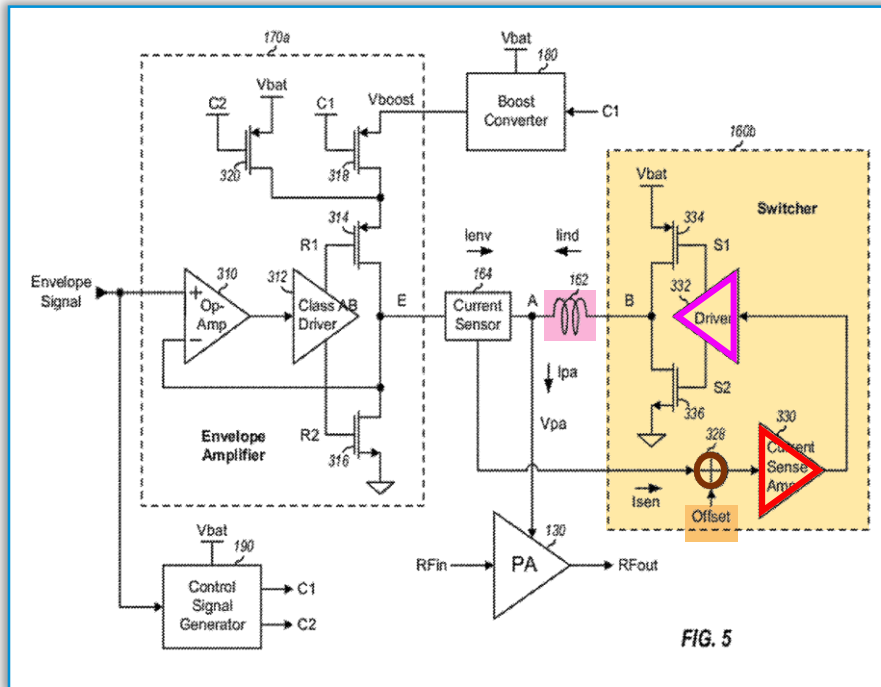 170a
Vbat
C2
C1
Vboost
320
318
Vbat
180
Boost
Converter
C1
160b
Vbat
Switcher
334
S1
314
R1
Ienv
Iind
164
162
332
Envelope
Signal
310
+
Op-
Amp
−
312
Class AB
Driver
E
Current
Sensor
A
B
Driver
S2
336
Ipa
Vpa
R2
316
Envelope
Amplifier
328
330
Current
Sense
Amp
Isen
Offset
Vbat
190
Control
Signal
Generator
C1
C2
130
RFin
PA
RFout
FIG. 5